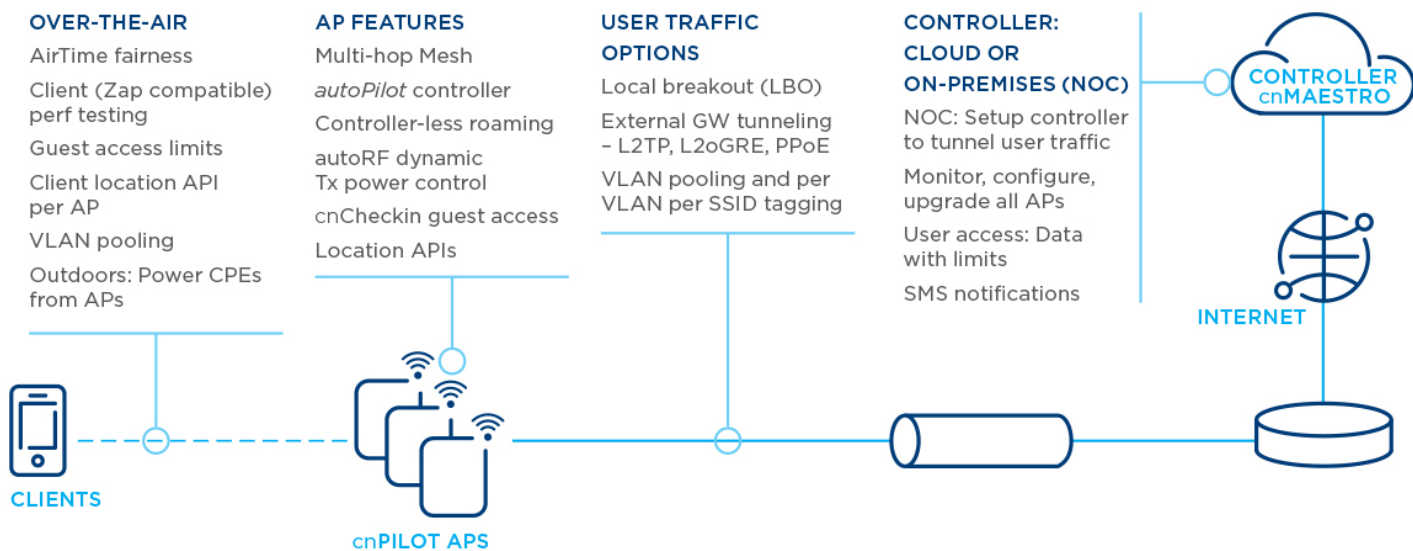 OVER-THE-AIR
AirTime fairness
Client (Zap compatible)
perf testing
Guest access limits
Client location API
per AP
VLAN pooling
Outdoors: Power CPEs
from APs
AP FEATURES
Multi-hop Mesh
autoPilot controller
Controller-less roaming
autoRF dynamic
Tx power control
cnCheckin guest access
Location APIs
USER TRAFFIC
OPTIONS
Local breakout (LBO)
External GW tunneling
– L2TP, L2oGRE, PPoE
VLAN pooling and per
VLAN per SSID tagging
CONTROLLER:
CLOUD OR
ON-PREMISES (NOC)
NOC: Setup controller
to tunnel user traffic
Monitor, configure,
upgrade all APs
User access: Data
with limits
SMS notifications
CONTROLLER
cnMAESTRO
INTERNET
CLIENTS
cnPILOT APS